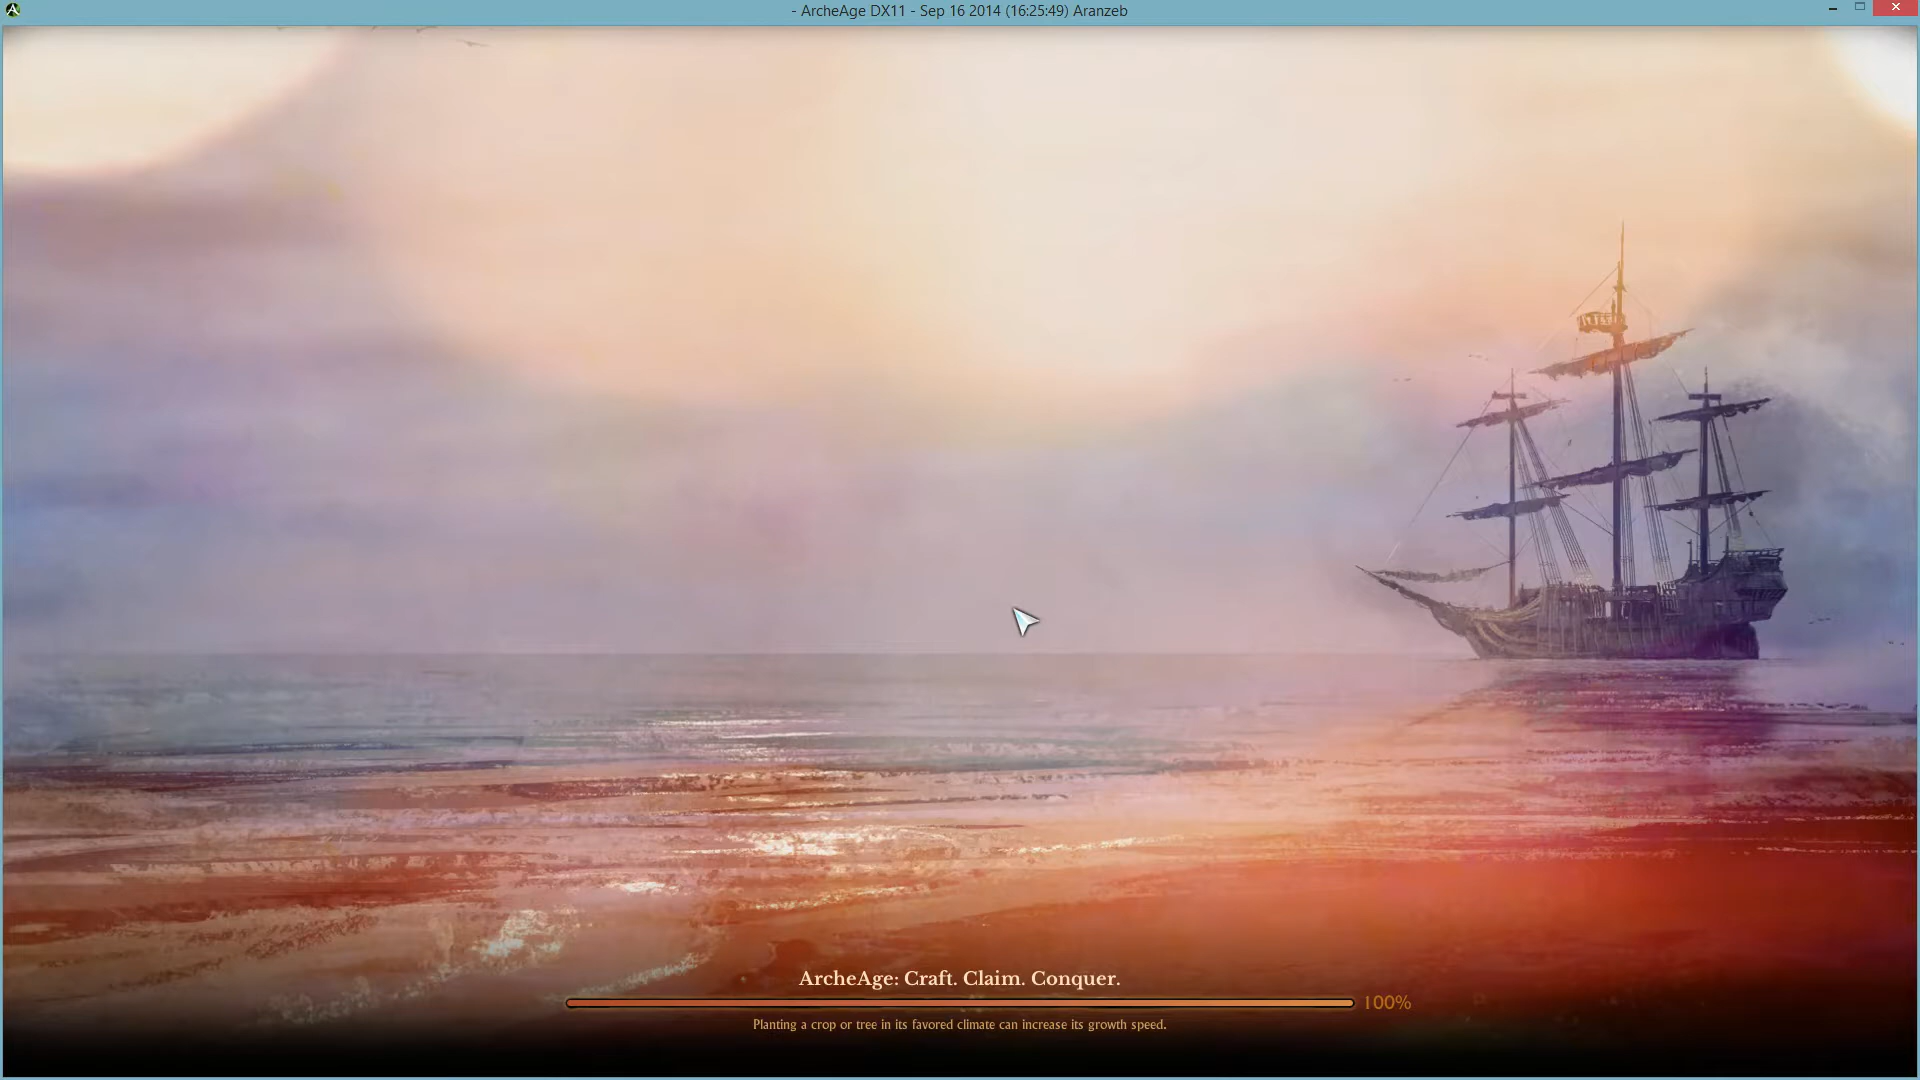 - ArcheAge DX11 - Sep 16 2014 (16:25:49) Aranzeb
ArcheAge: Craft. Claim. Conquer.
100%
Planting a crop or tree in its favored climate can increase its growth speed.